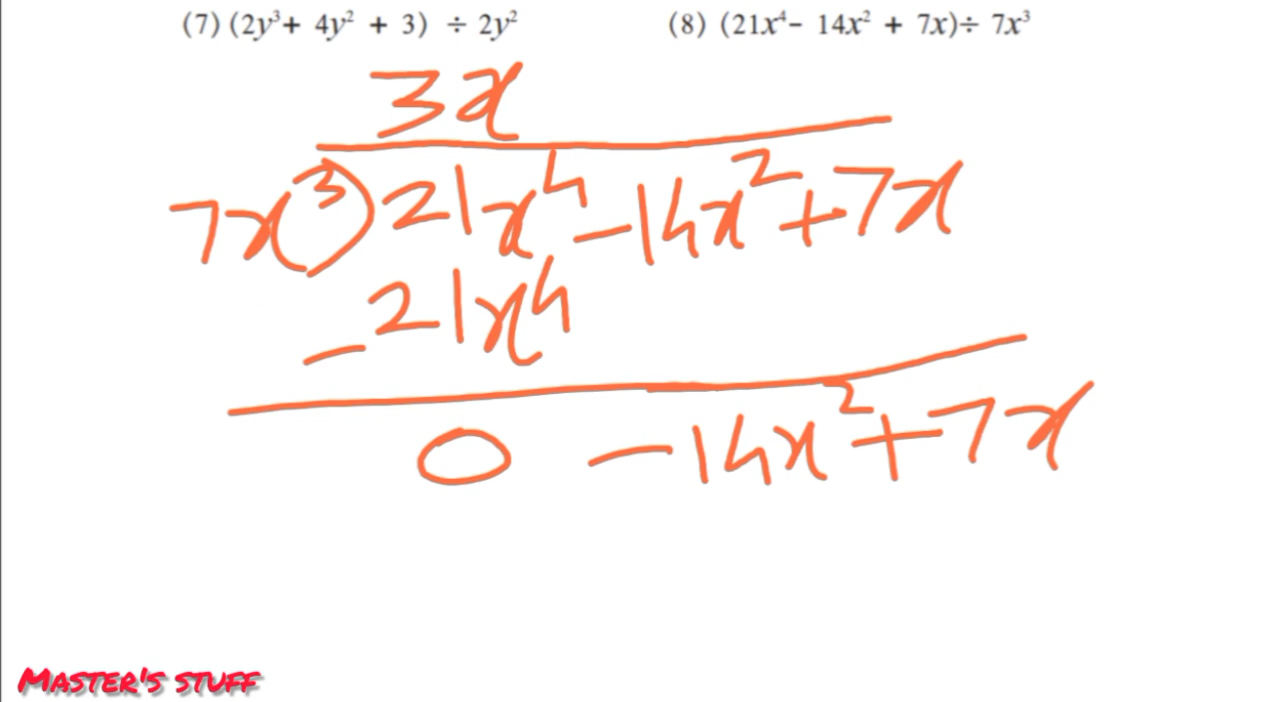 (7) (2y³+ 4y² + 3) ÷ 2y² (8) (21x⁴– 14x² + 7x)÷ 7x³
3x
7x³)21x⁴-14x²+7x
-21x⁴
0 -14x²+7x
MASTER'S STUFF